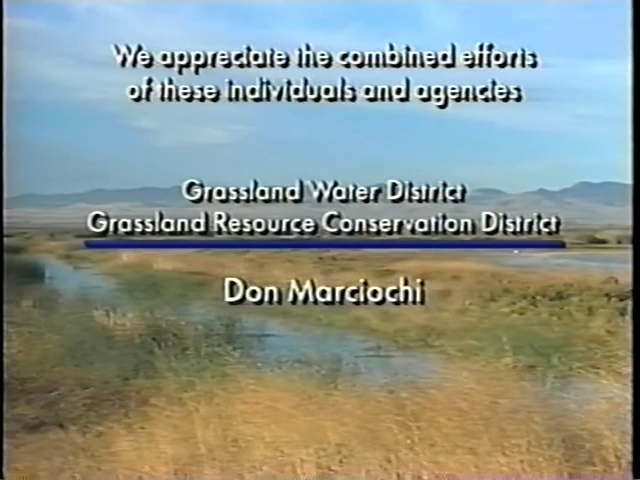 We appreciate the combined efforts
of these individuals and agencies
Grassland Water District
Grassland Resource Conservation District
Don Marciochi